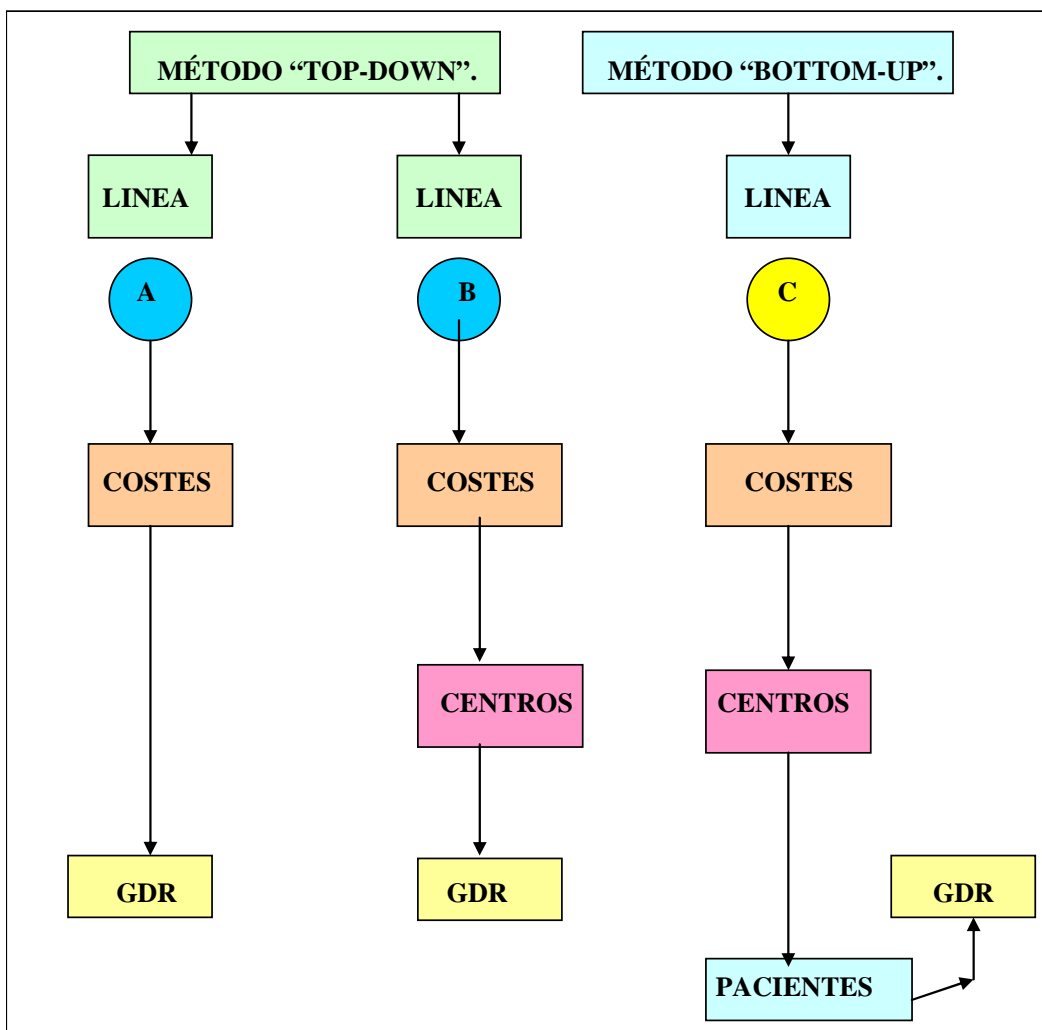 MÉTODO “TOP-DOWN”.
MÉTODO “BOTTOM-UP”.
LINEA
LINEA
LINEA
A
B
C
COSTES
COSTES
COSTES
CENTROS
CENTROS
GDR
GDR
GDR
PACIENTES